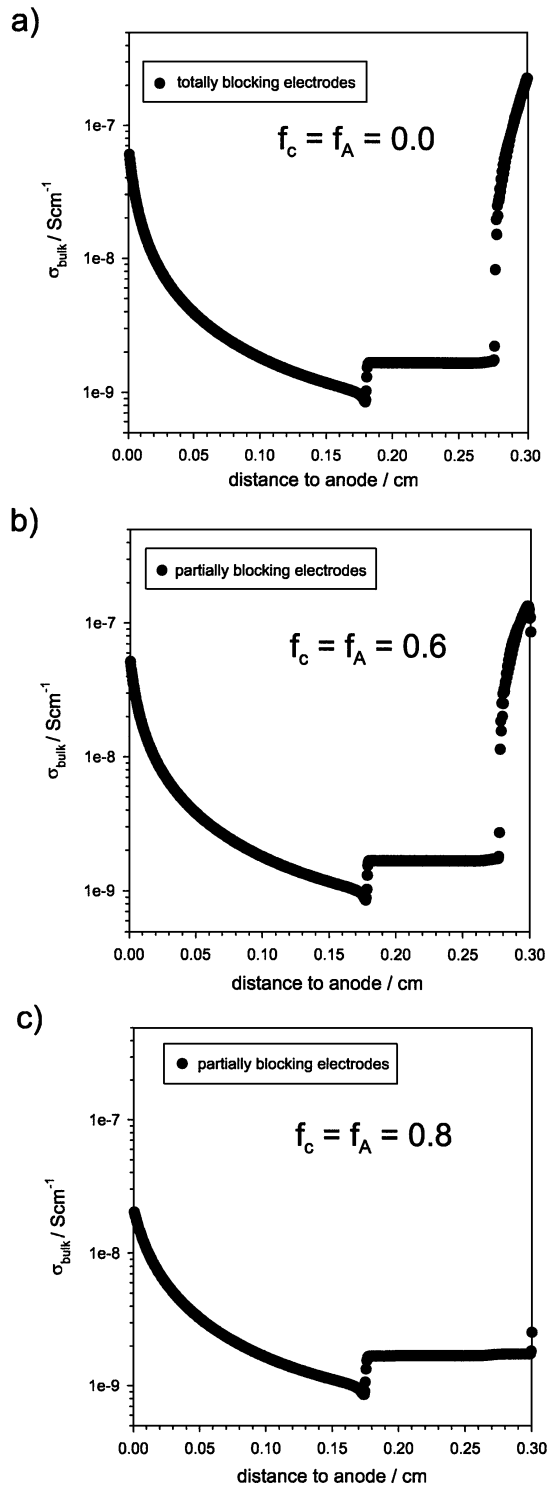 a)
● totally blocking electrodes
f_c = f_A = 0.0
1e-7
1e-8
1e-9
σ_bulk / Scm⁻¹
0.00 0.05 0.10 0.15 0.20 0.25 0.30
distance to anode / cm
b)
● partially blocking electrodes
f_c = f_A = 0.6
1e-7
1e-8
1e-9
σ_bulk / Scm⁻¹
0.00 0.05 0.10 0.15 0.20 0.25 0.30
distance to anode / cm
c)
● partially blocking electrodes
f_c = f_A = 0.8
1e-7
1e-8
1e-9
σ_bulk / Scm⁻¹
0.00 0.05 0.10 0.15 0.20 0.25 0.30
distance to anode / cm